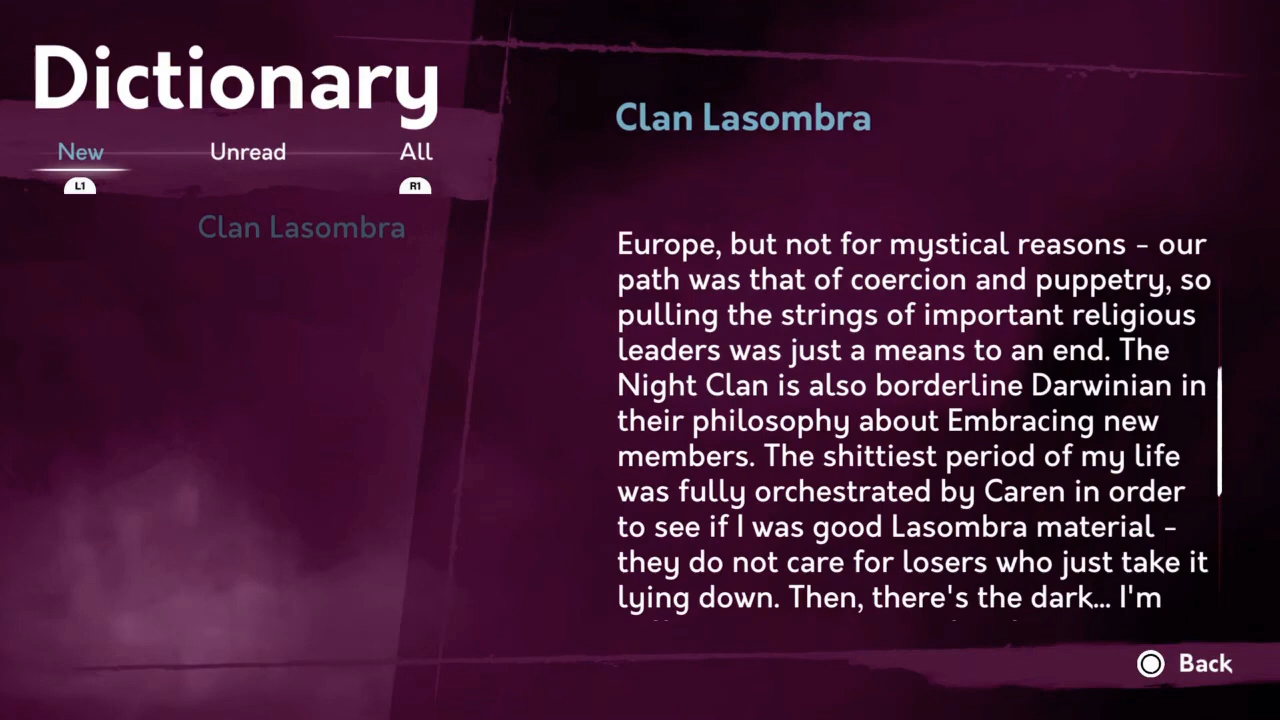 Dictionary
New
Unread
All
L1
R1
Clan Lasombra
Clan Lasombra
Europe, but not for mystical reasons – our
path was that of coercion and puppetry, so
pulling the strings of important religious
leaders was just a means to an end. The
Night Clan is also borderline Darwinian in
their philosophy about Embracing new
members. The shittiest period of my life
was fully orchestrated by Caren in order
to see if I was good Lasombra material –
they do not care for losers who just take it
lying down. Then, there's the dark... I'm
Back